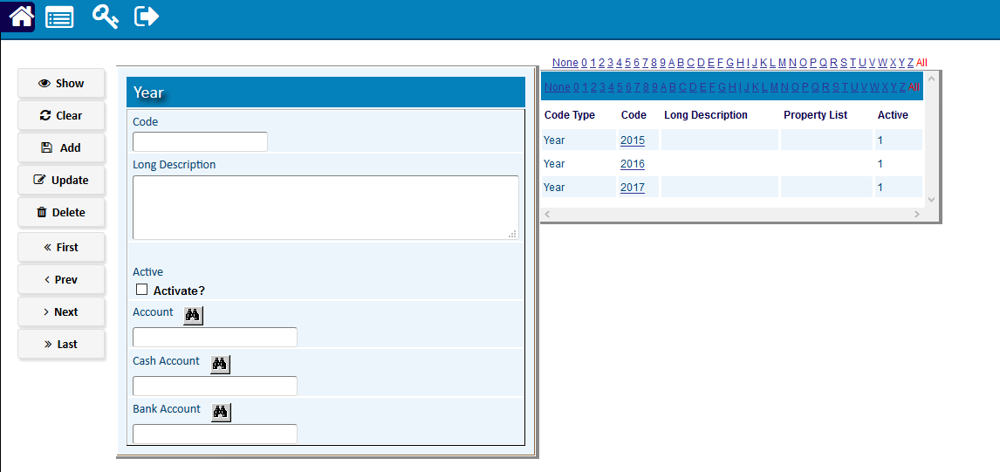 Show
Clear
Add
Update
Delete
First
Prev
Next
Last
Year
Code
Long Description
Active
Activate?
Account
Cash Account
Bank Account
None 0 1 2 3 4 5 6 7 8 9 A B C D E F G H I J K L M N O P Q R S T U V W X Y Z All
None 0 1 2 3 4 5 6 7 8 9 A B C D E F G H I J K L M N O P Q R S T U V W X Y Z All
Code Type Code Long Description Property List Active
Year 2015 1
Year 2016 1
Year 2017 1